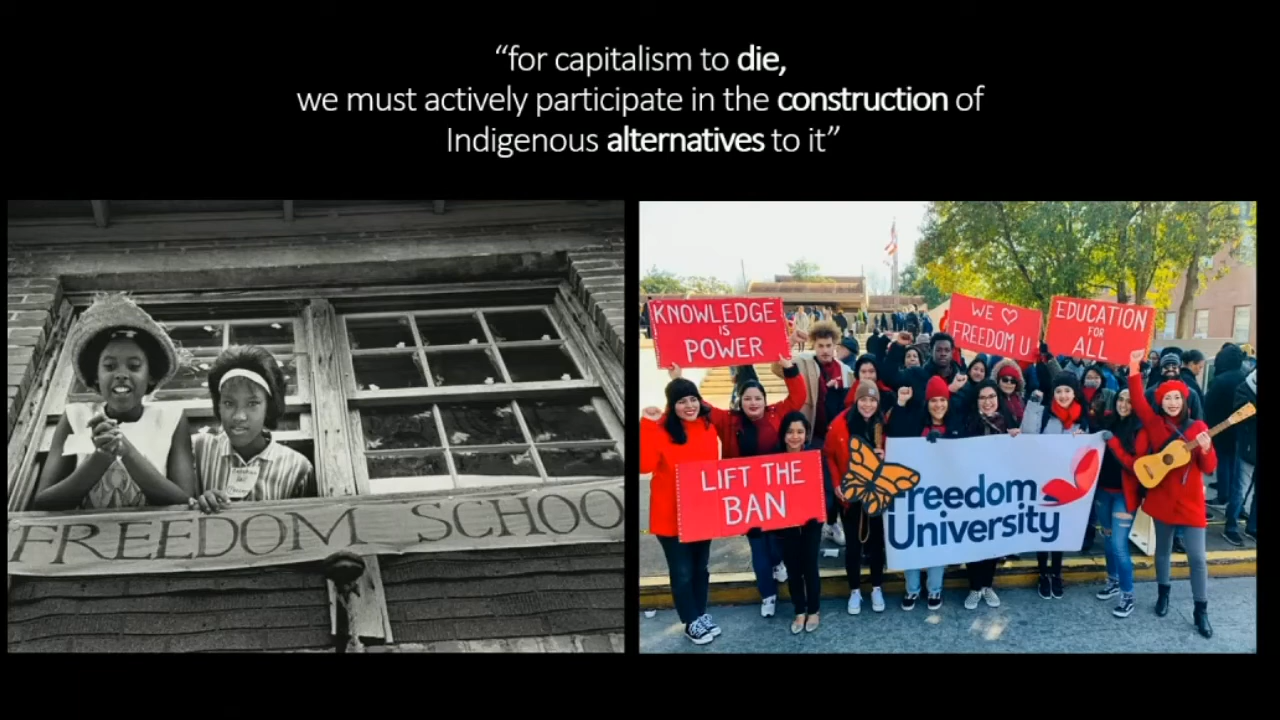 “for capitalism to die,
we must actively participate in the construction of
Indigenous alternatives to it”
FREEDOM SCHOO
KNOWLEDGE
IS
POWER
WE ♡
FREEDOM U
EDUCATION
FOR
ALL
LIFT THE
BAN
Freedom
University